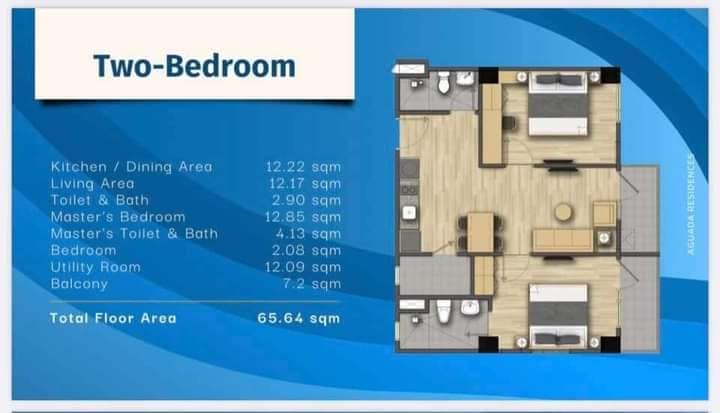 Two-Bedroom
Kitchen / Dining Area 12.22 sqm
Living Area 12.17 sqm
Toilet & Bath 2.90 sqm
Master's Bedroom 12.85 sqm
Master's Toilet & Bath 4.13 sqm
Bedroom 2.08 sqm
Utility Room 12.09 sqm
Balcony 7.2 sqm
Total Floor Area 65.64 sqm
AGUADA RESIDENCES